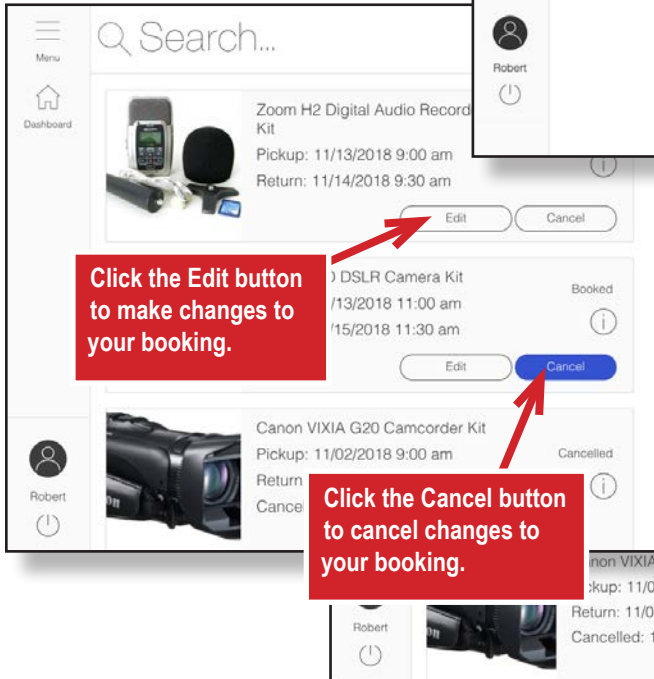 Search...
Menu
Dashboard
Robert
Zoom H2 Digital Audio Record
Kit
Pickup: 11/13/2018 9:00 am
Return: 11/14/2018 9:30 am
Edit
Cancel
Click the Edit button
to make changes to
your booking.
DSLR Camera Kit
/13/2018 11:00 am
/15/2018 11:30 am
Booked
Edit
Cancel
Canon VIXIA G20 Camcorder Kit
Pickup: 11/02/2018 9:00 am
Return
Cancel
Cancelled
Robert
Click the Cancel button
to cancel changes to
your booking.
non VIXIA
ckup: 11/0
Return: 11/0
Cancelled: 1
Robert